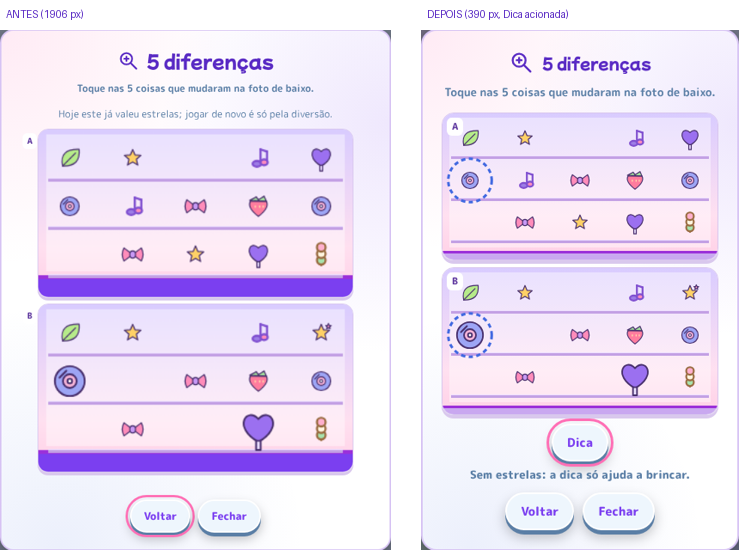 ANTES (1906 px)
5 diferenças
Toque nas 5 coisas que mudaram na foto de baixo.
Hoje este já valeu estrelas; jogar de novo é só pela diversão.
A
B
Voltar Fechar
DEPOIS (390 px, Dica acionada)
5 diferenças
Toque nas 5 coisas que mudaram na foto de baixo.
A
B
Dica
Sem estrelas: a dica só ajuda a brincar.
Voltar Fechar